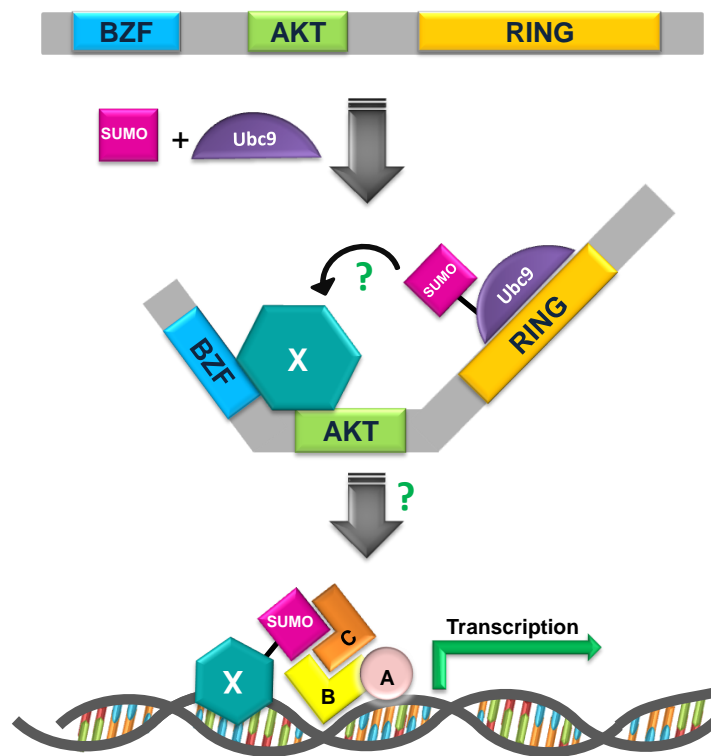 BZF AKT RING
SUMO + Ubc9
?
SUMO
Ubc9
BZF
X
RING
AKT
?
SUMO
C
Transcription
X
B
A